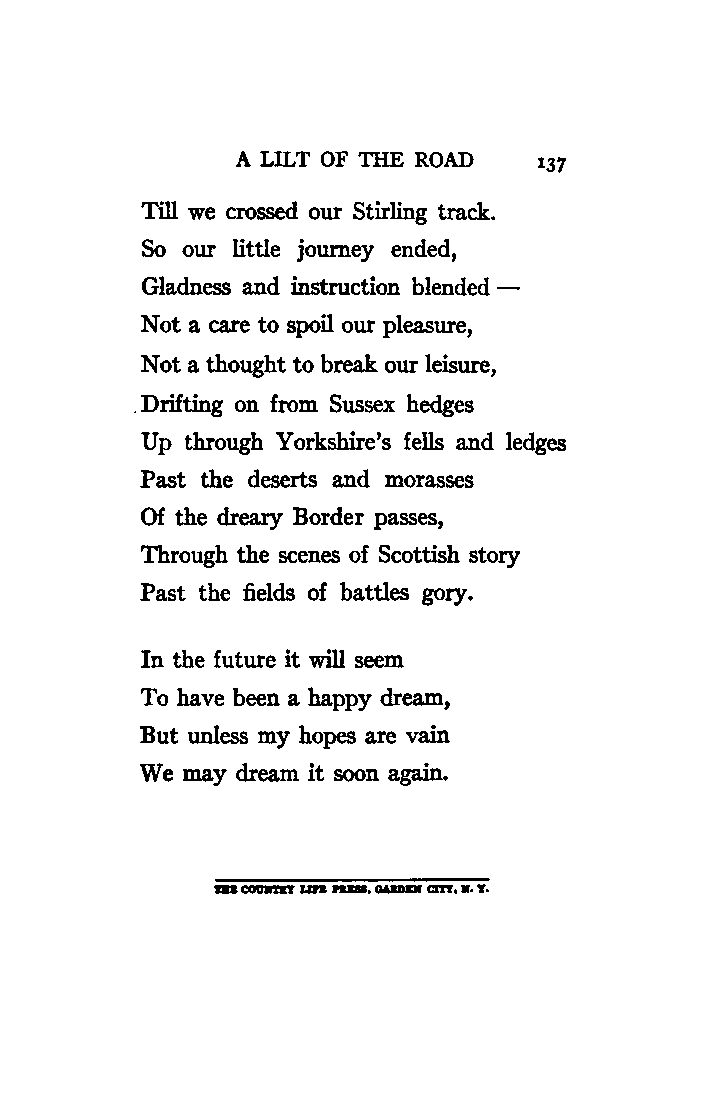 A LILT OF THE ROAD 137
Till we crossed our Stirling track.
So our little journey ended,
Gladness and instruction blended —
Not a care to spoil our pleasure,
Not a thought to break our leisure,
Drifting on from Sussex hedges
Up through Yorkshire's fells and ledges
Past the deserts and morasses
Of the dreary Border passes,
Through the scenes of Scottish story
Past the fields of battles gory.
In the future it will seem
To have been a happy dream,
But unless my hopes are vain
We may dream it soon again.
THE COUNTRY LIFE PRESS, GARDEN CITY, N. Y.